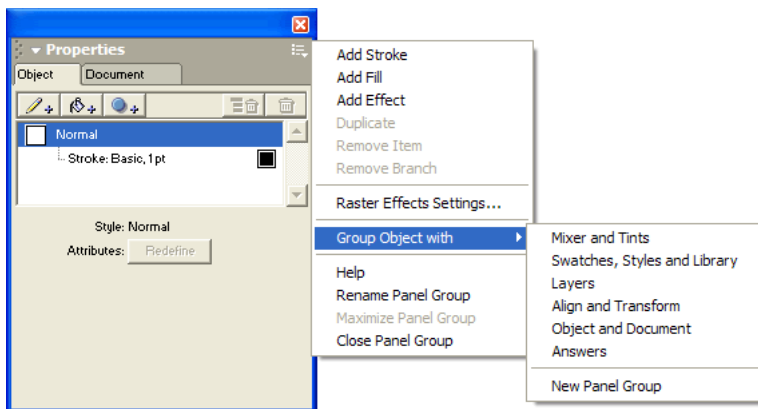 Properties
Object
Document
Normal
Stroke: Basic, 1 pt
Style: Normal
Attributes:
Redefine
Add Stroke
Add Fill
Add Effect
Duplicate
Remove Item
Remove Branch
Raster Effects Settings...
Group Object with
Help
Rename Panel Group
Maximize Panel Group
Close Panel Group
Mixer and Tints
Swatches, Styles and Library
Layers
Align and Transform
Object and Document
Answers
New Panel Group